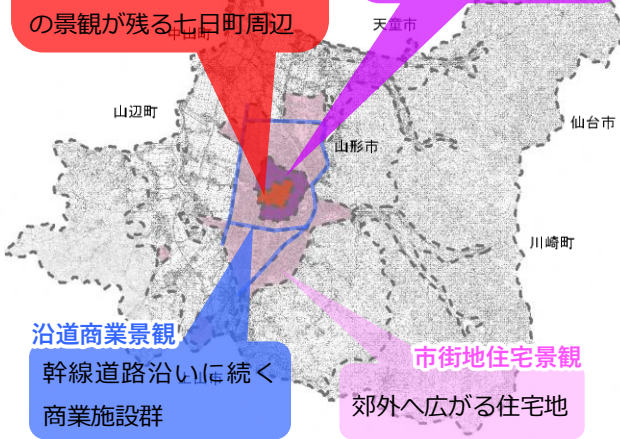 の景観が残る七日町周辺
中山町
天童市
山辺町
仙台市
山形市
川崎町
沿道商業景観
幹線道路沿いに続く
商業施設群
上山市
市街地住宅景観
郊外へ広がる住宅地